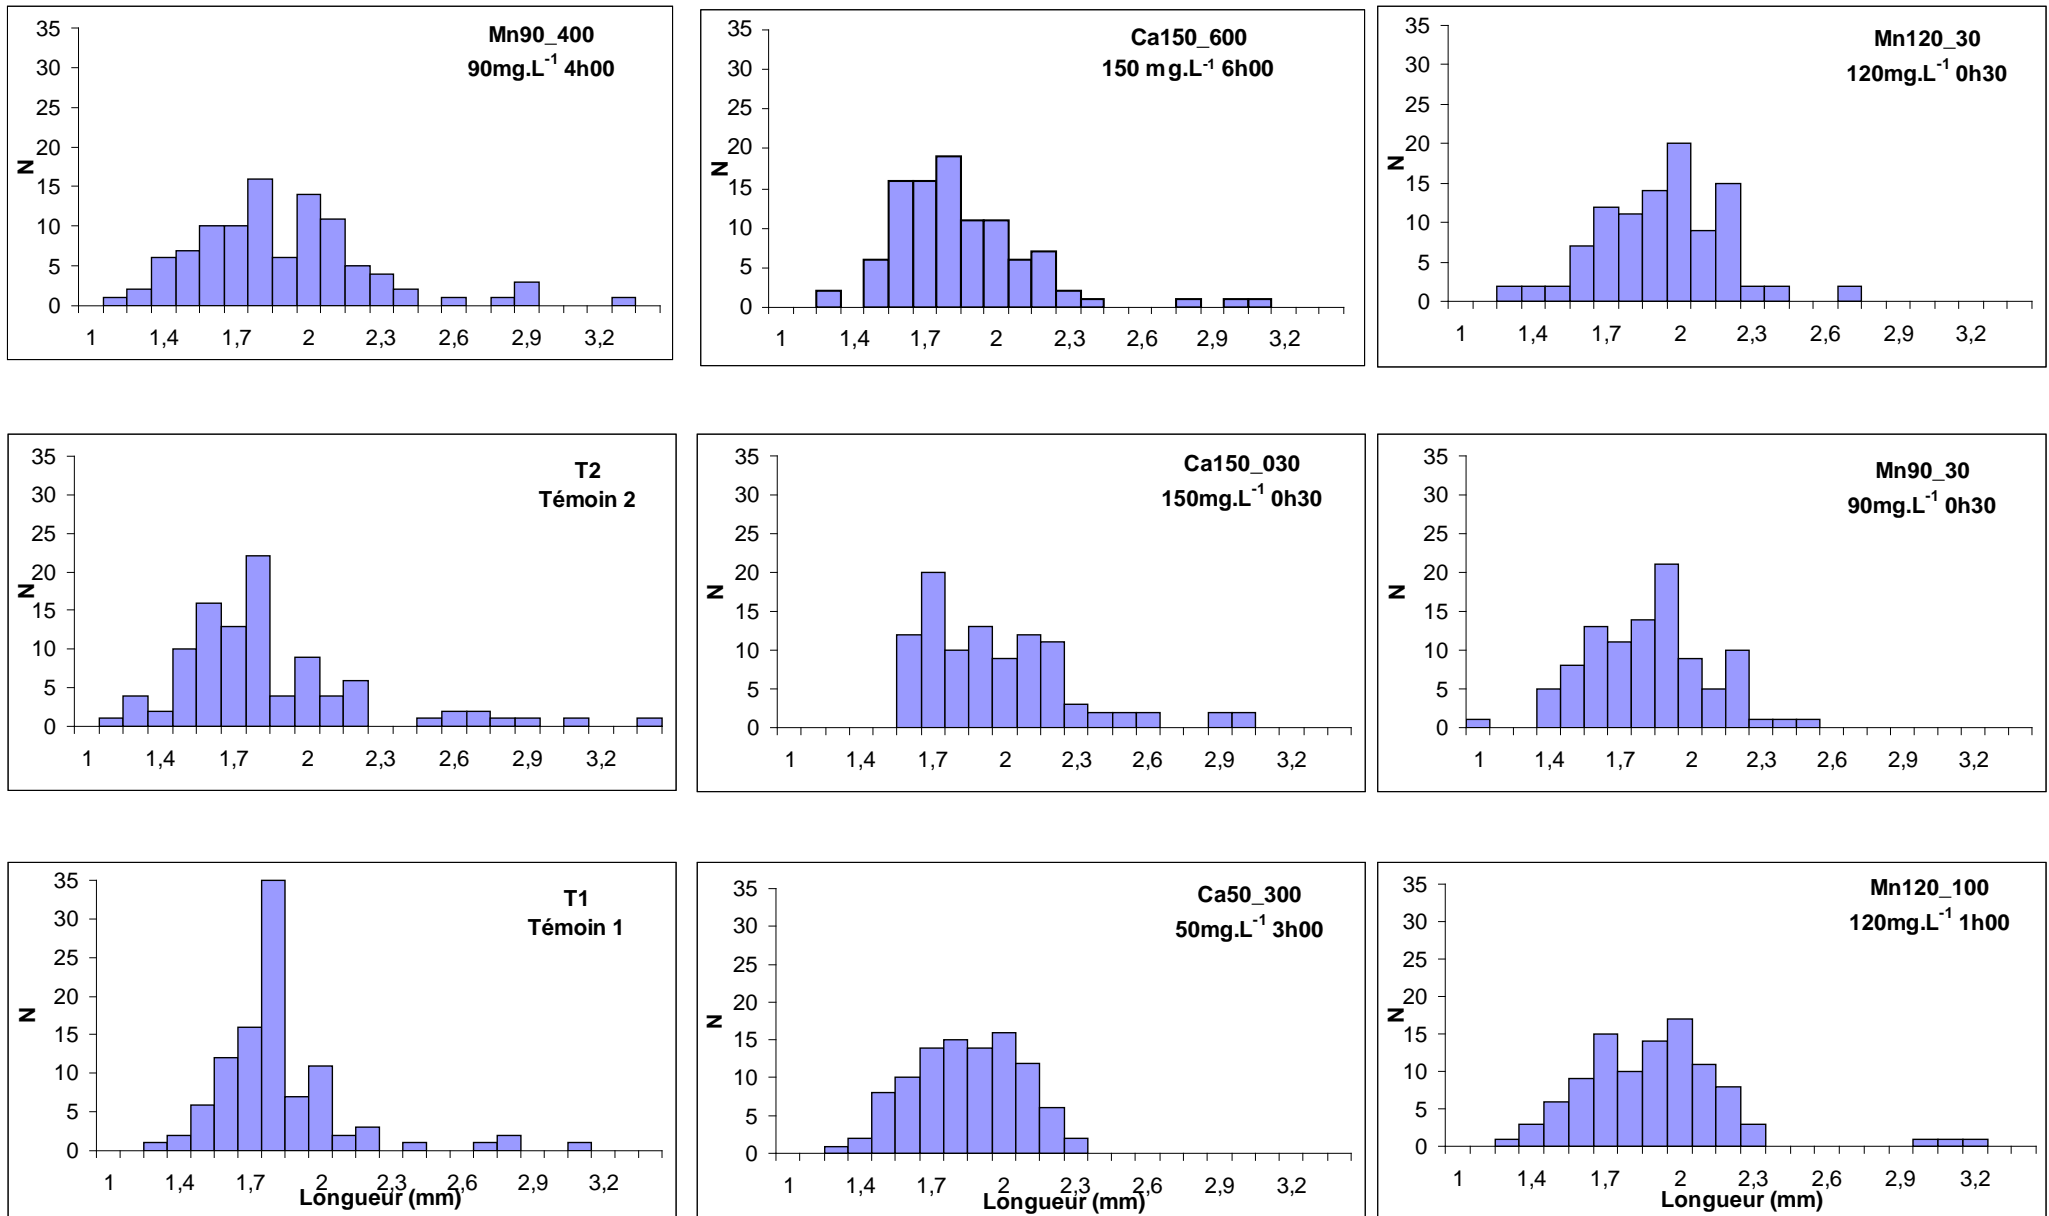 Mn90_400
90mg.L⁻¹ 4h00
35
30
25
20
15
10
5
0
N
1 1,4 1,7 2 2,3 2,6 2,9 3,2
Ca150_600
150 mg.L⁻¹ 6h00
35
30
25
20
15
10
5
0
N
1 1,4 1,7 2 2,3 2,6 2,9 3,2
Mn120_30
120mg.L⁻¹ 0h30
35
30
25
20
15
10
5
0
N
1 1,4 1,7 2 2,3 2,6 2,9 3,2
T2
Témoin 2
35
30
25
20
15
10
5
0
N
1 1,4 1,7 2 2,3 2,6 2,9 3,2
Ca150_030
150mg.L⁻¹ 0h30
35
30
25
20
15
10
5
0
N
1 1,4 1,7 2 2,3 2,6 2,9 3,2
Mn90_30
90mg.L⁻¹ 0h30
35
30
25
20
15
10
5
0
N
1 1,4 1,7 2 2,3 2,6 2,9 3,2
T1
Témoin 1
35
30
25
20
15
10
5
0
N
1 1,4 1,7 2 2,3 2,6 2,9 3,2
Longueur (mm)
Ca50_300
50mg.L⁻¹ 3h00
35
30
25
20
15
10
5
0
N
1 1,4 1,7 2 2,3 2,6 2,9 3,2
Longueur (mm)
Mn120_100
120mg.L⁻¹ 1h00
35
30
25
20
15
10
5
0
N
1 1,4 1,7 2 2,3 2,6 2,9 3,2
Longueur (mm)